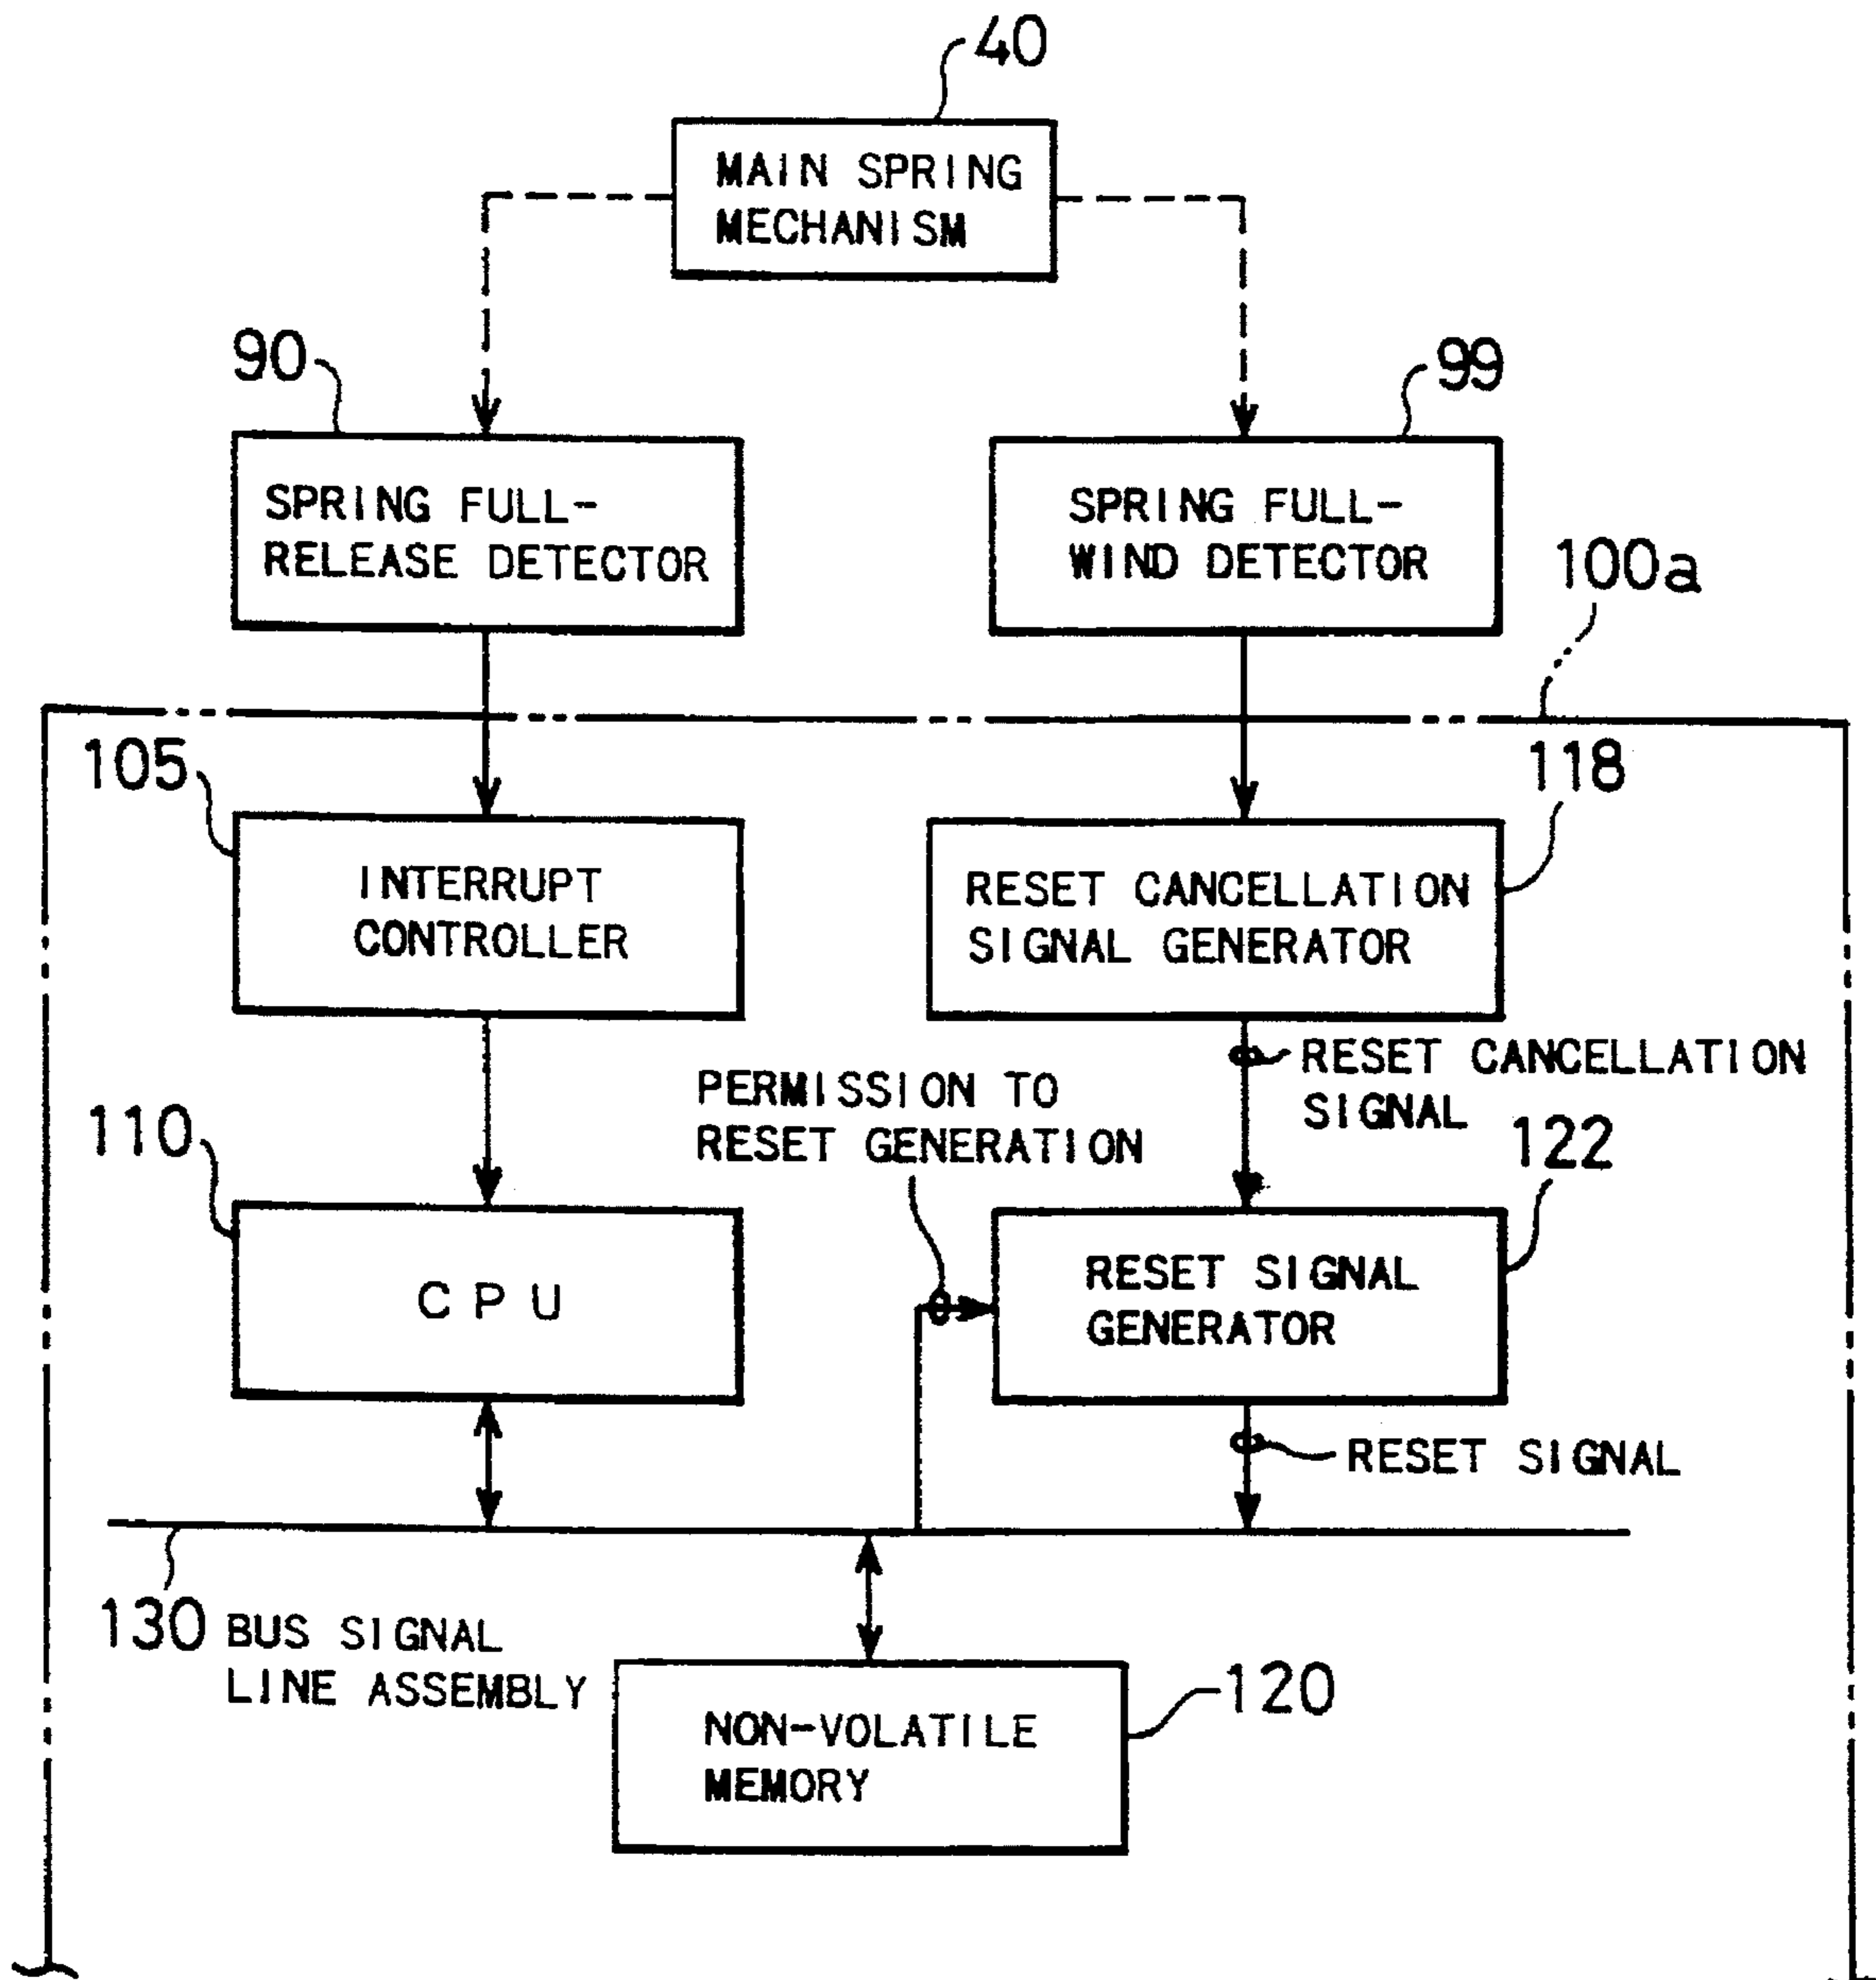 40
MAIN SPRING
MECHANISM
90
99
SPRING FULL-
RELEASE DETECTOR
SPRING FULL-
WIND DETECTOR
100a
105
118
INTERRUPT
CONTROLLER
RESET CANCELLATION
SIGNAL GENERATOR
RESET CANCELLATION
SIGNAL
PERMISSION TO
RESET GENERATION
110
122
CPU
RESET SIGNAL
GENERATOR
RESET SIGNAL
130 BUS SIGNAL
LINE ASSEMBLY
120
NON-VOLATILE
MEMORY